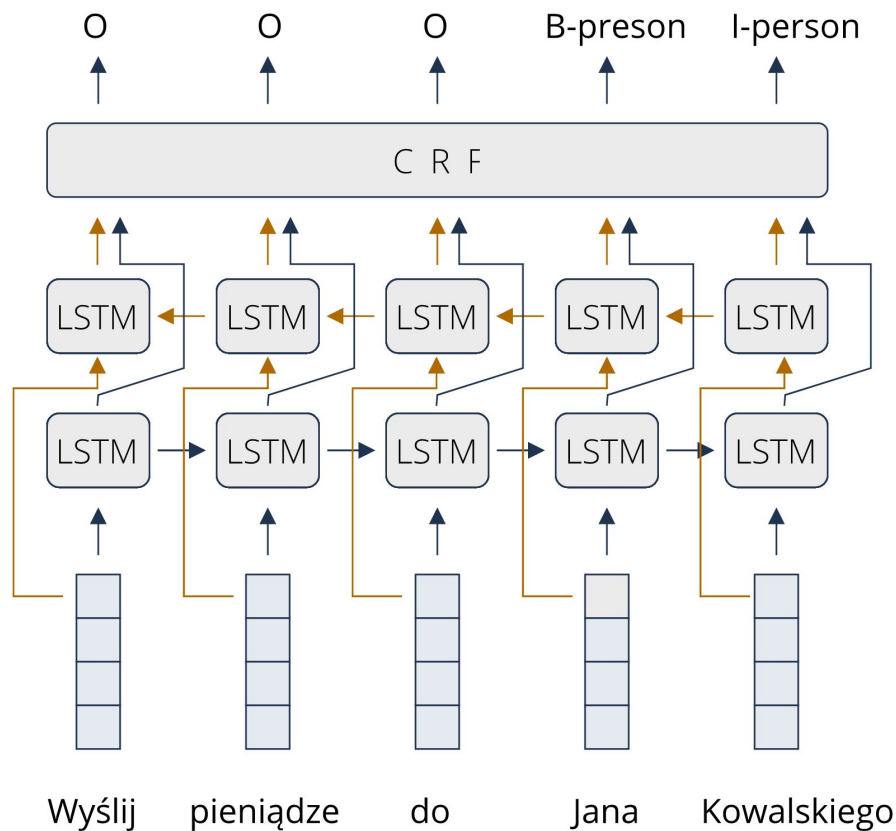 O O O B-preson I-person
C R F
LSTM LSTM LSTM LSTM LSTM
LSTM LSTM LSTM LSTM LSTM
Wyślij pieniądze do Jana Kowalskiego